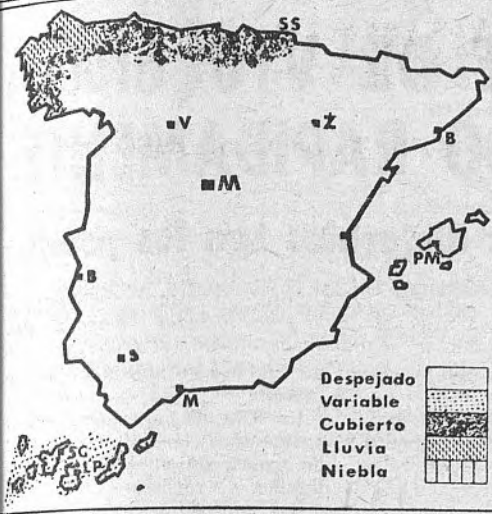 SS
V
Z
B
M
PM
B
S
M
SC
LP
Despejado
Variable
Cubierto
Lluvia
Niebla